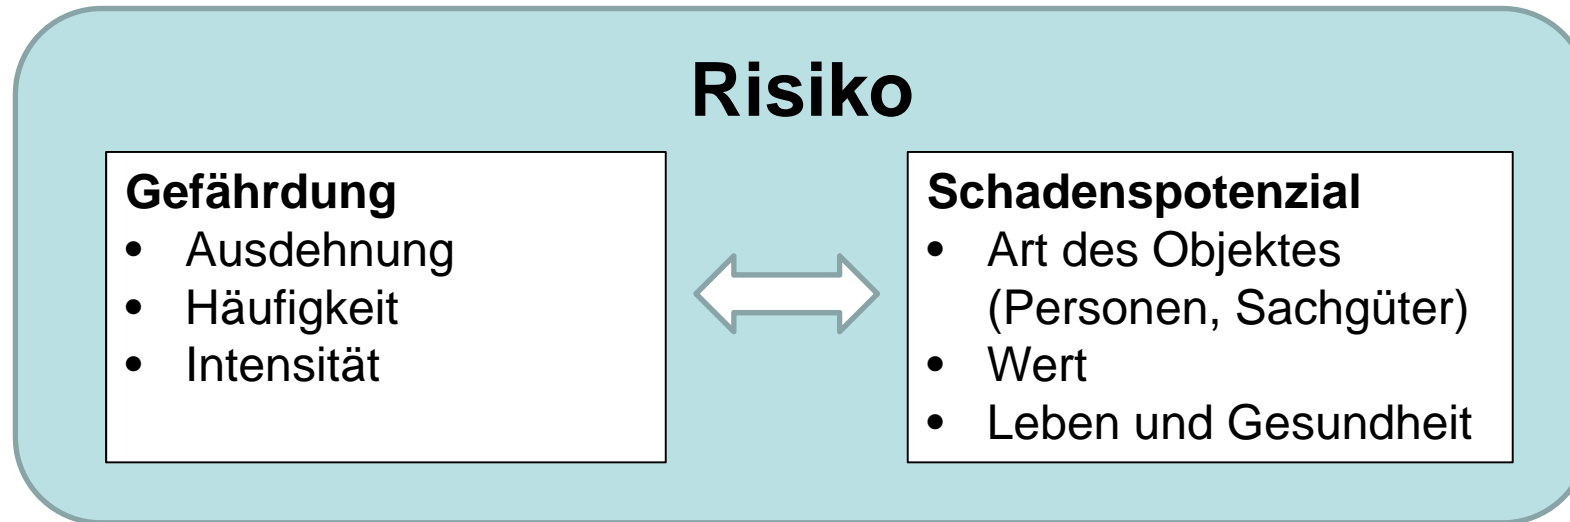 Risiko
Gefährdung
• Ausdehnung
• Häufigkeit
• Intensität
Schadenspotenzial
• Art des Objektes
(Personen, Sachgüter)
• Wert
• Leben und Gesundheit